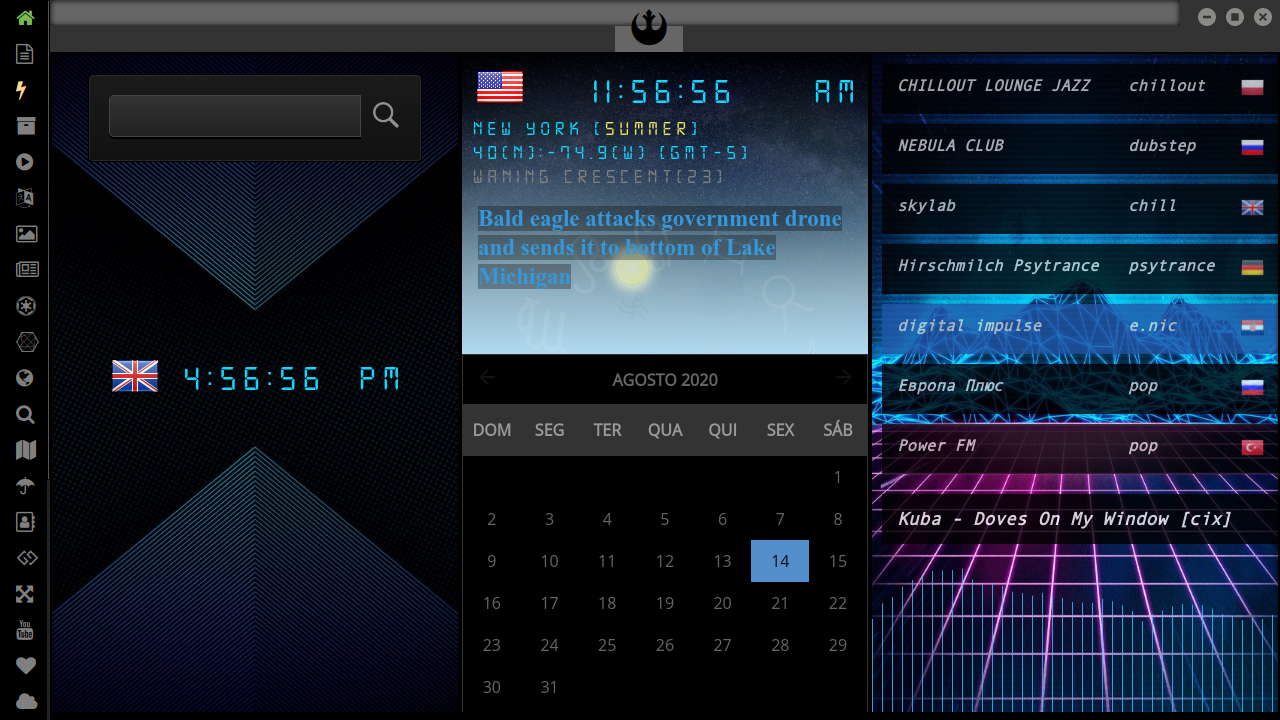 4:56:56 PM
11:56:56 AM
NEW YORK (SUMMER)
40(N):-74.9(W) (GMT-5)
WANING CRESCENT(23)
Bald eagle attacks government drone
and sends it to bottom of Lake
Michigan
AGOSTO 2020
DOM SEG TER QUA QUI SEX SÁB
1
2 3 4 5 6 7 8
9 10 11 12 13 14 15
16 17 18 19 20 21 22
23 24 25 26 27 28 29
30 31
CHILLOUT LOUNGE JAZZ chillout
NEBULA CLUB dubstep
skylab chill
Hirschmilch Psytrance psytrance
digital impulse e.nic
Европа Плюс pop
Power FM pop
Kuba - Doves On My Window [cix]
You
Tube